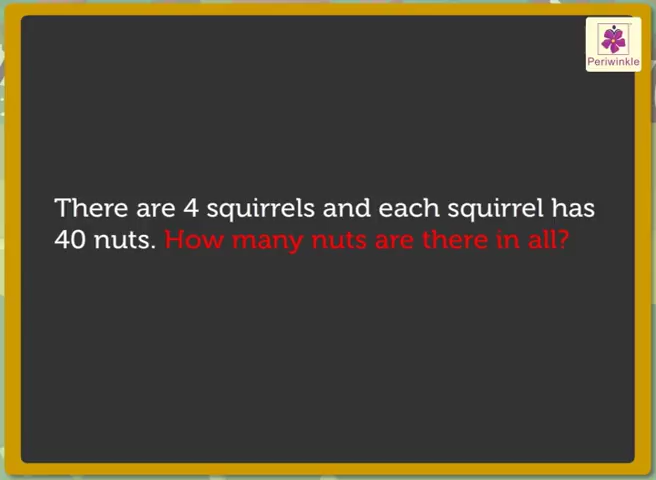 Periwinkle
There are 4 squirrels and each squirrel has
40 nuts. How many nuts are there in all?